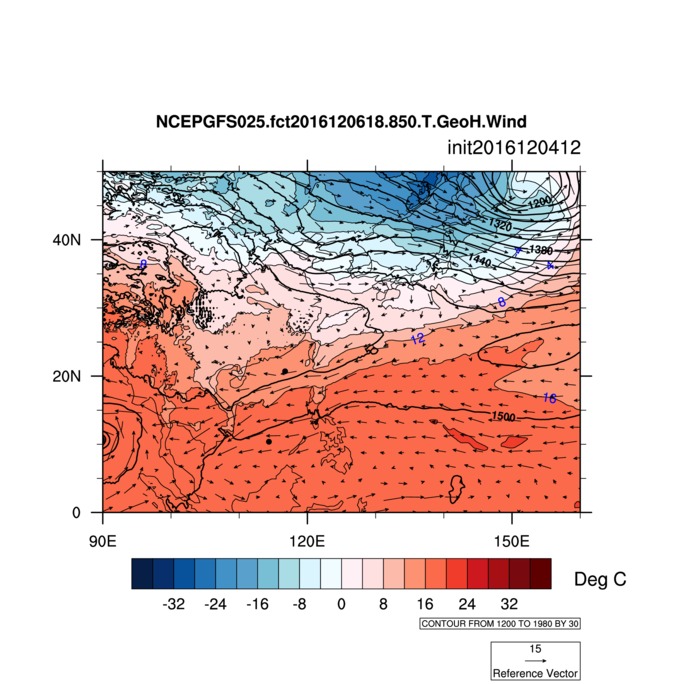 NCEPGFS025.fct2016120618.850.T.GeoH.Wind
init2016120412
1200
1320
1380
40N
1440
8
8
12
20N
16
1500
0
90E
120E
150E
-32 -24 -16 -8 0 8 16 24 32
Deg C
CONTOUR FROM 1200 TO 1980 BY 30
15
Reference Vector